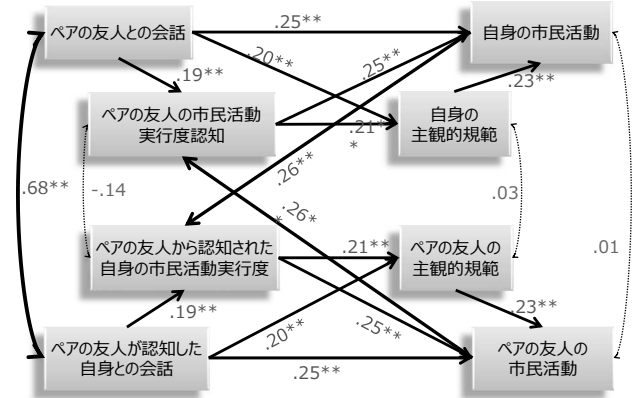 ペアの友人との会話
.25**
自身の市民活動
.20**
.25**
.19**
.23**
ペアの友人の市民活動
実行度認知
自身の
主観的規範
.21*
*
.68**
-.14
.26**
.03
.26*
*
.01
ペアの友人から認知された
自身の市民活動実行度
.21**
ペアの友人の
主観的規範
.19**
.20**
.25**
.23**
ペアの友人が認知した
自身との会話
.25**
ペアの友人の
市民活動